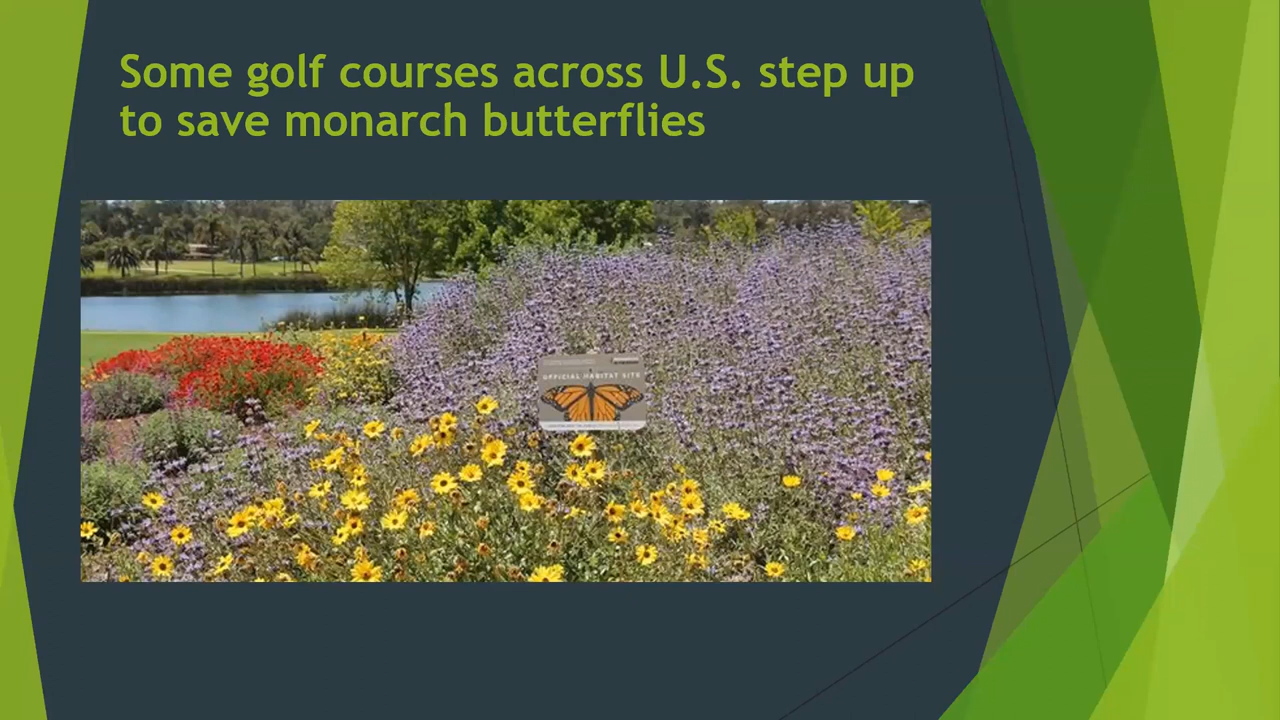 Some golf courses across U.S. step up
to save monarch butterflies
OFFICIAL HABITAT SITE